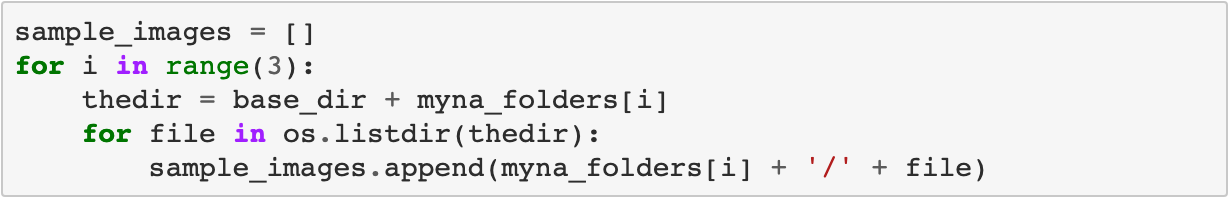 sample_images = []
for i in range(3):
    thedir = base_dir + myna_folders[i]
    for file in os.listdir(thedir):
        sample_images.append(myna_folders[i] + '/' + file)